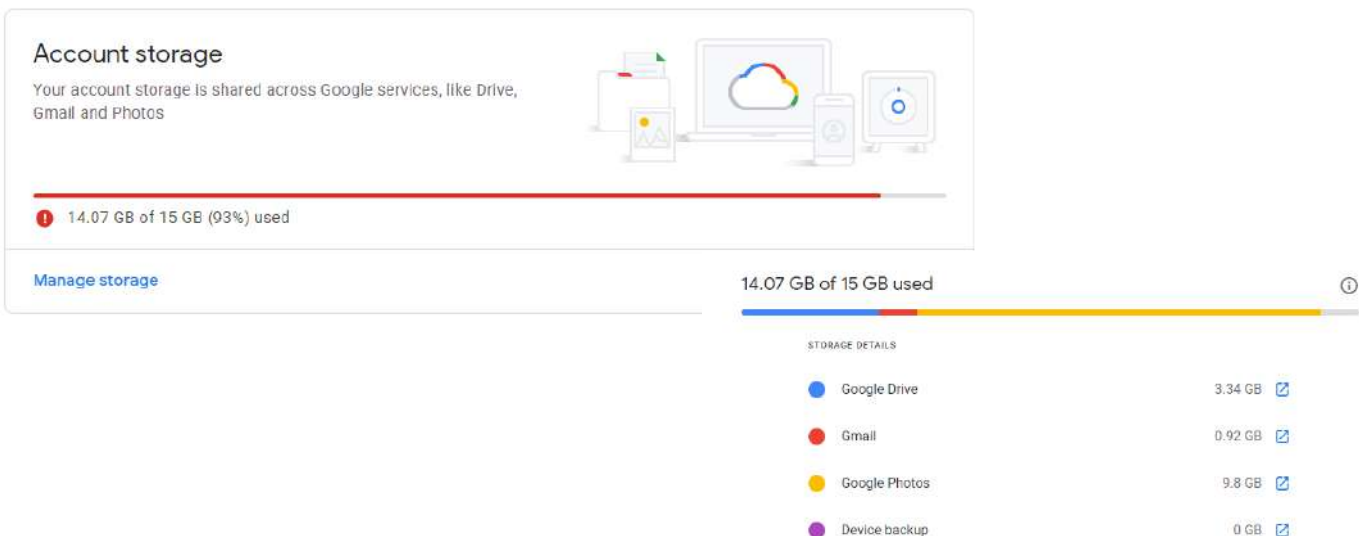 Account storage
Your account storage is shared across Google services, like Drive,
Gmail and Photos
14.07 GB of 15 GB (93%) used
Manage storage
14.07 GB of 15 GB used
STORAGE DETAILS
Google Drive 3.34 GB
Gmail 0.92 GB
Google Photos 9.8 GB
Device backup 0 GB